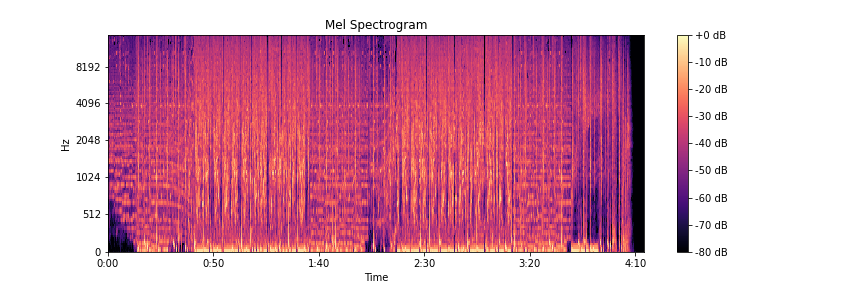 Mel Spectrogram
Hz
8192
4096
2048
1024
512
0
0:00
0:50
1:40
2:30
3:20
4:10
Time
+0 dB
-10 dB
-20 dB
-30 dB
-40 dB
-50 dB
-60 dB
-70 dB
-80 dB